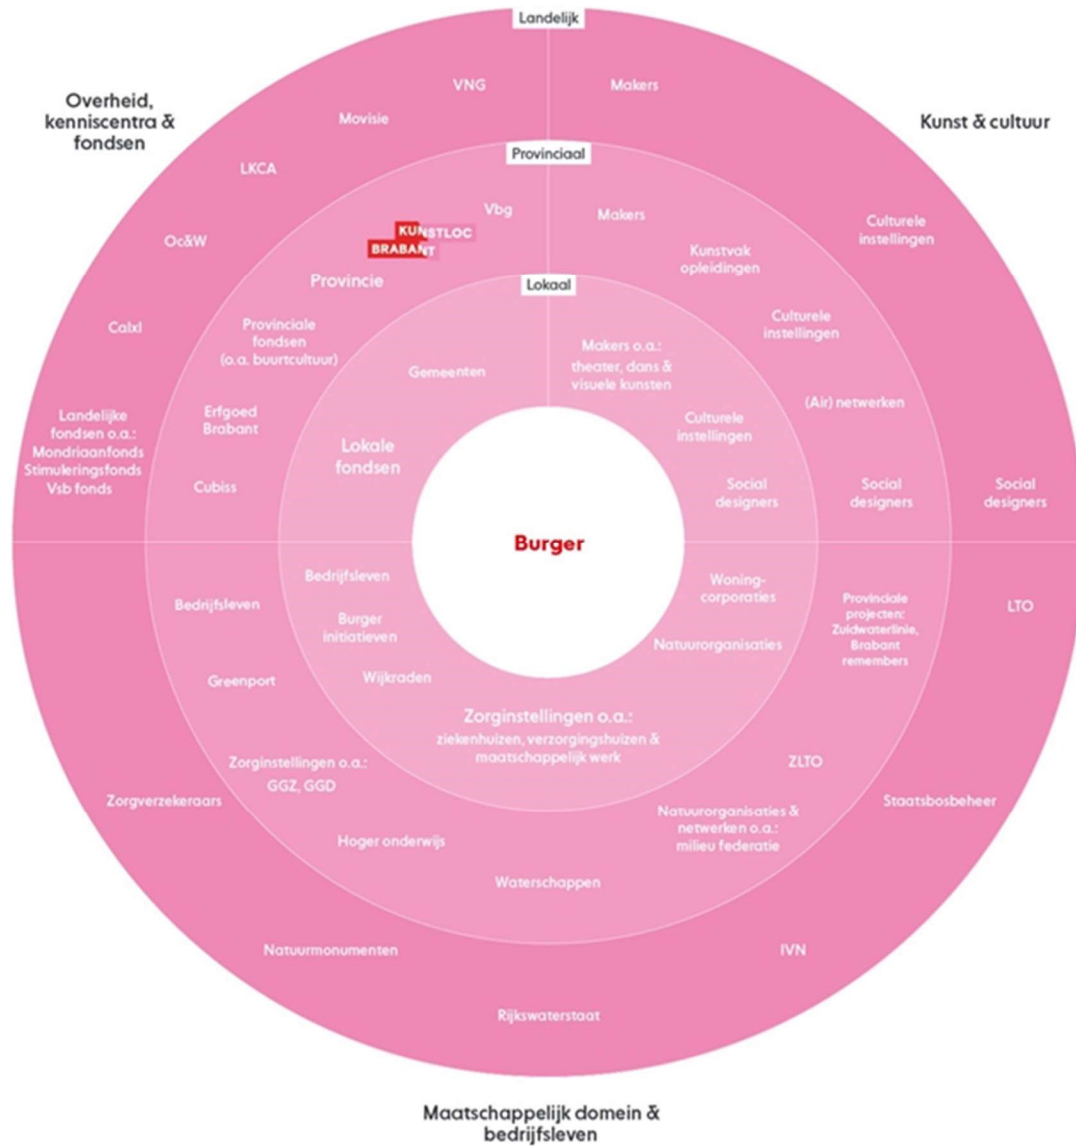 Landelijk
Overheid,
kenniscentra &
fondsen
Kunst & cultuur
VNG
Movisie
LKCA
Oc&W
Calxl
Landelijke
fondsen o.a.:
Mondriaanfonds
Stimuleringsfonds
Vsb fonds
Makers
Culturele
instellingen
Social
designers
Provinciaal
Vbg
KUNSTLOC
BRABANT
Provincie
Provinciale
fondsen
(o.a. buurtcultuur)
Erfgoed
Brabant
Cubiss
Makers
Kunstvak
opleidingen
Culturele
instellingen
(Air) netwerken
Social
designers
Lokaal
Gemeenten
Lokale
fondsen
Makers o.a.:
theater, dans &
visuele kunsten
Culturele
instellingen
Social
designers
Burger
Bedrijfsleven
Burger
initiatieven
Wijkraden
Woning-
corporaties
Natuurorganisaties
Zorginstellingen o.a.:
ziekenhuizen, verzorgingshuizen &
maatschappelijk werk
Bedrijfsleven
Greenport
Zorginstellingen o.a.:
GGZ, GGD
Hoger onderwijs
Waterschappen
Natuurorganisaties &
netwerken o.a.:
milieu federatie
ZLTO
Provinciale
projecten:
Zuidwaterlinie,
Brabant
remembers
LTO
Zorgverzekeraars
Staatsbosbeheer
Natuurmonumenten
IVN
Rijkswaterstaat
Maatschappelijk domein &
bedrijfsleven